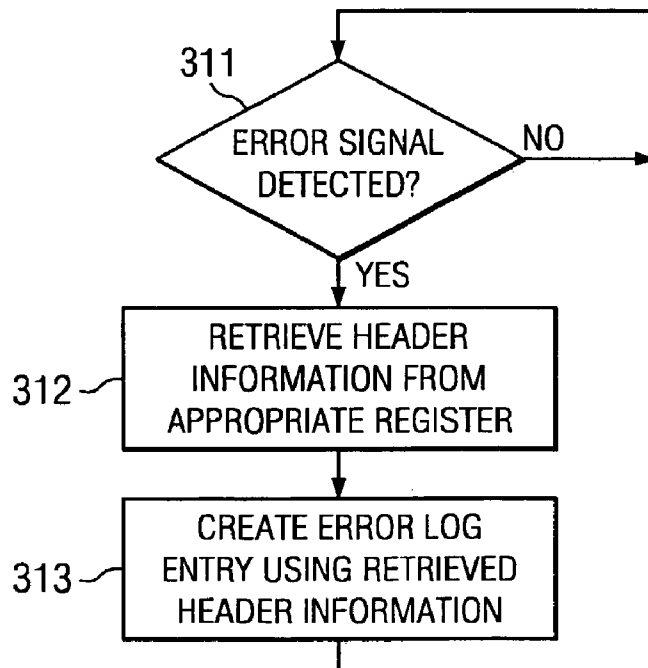 311
ERROR SIGNAL
DETECTED?
NO
YES
312
RETRIEVE HEADER
INFORMATION FROM
APPROPRIATE REGISTER
313
CREATE ERROR LOG
ENTRY USING RETRIEVED
HEADER INFORMATION